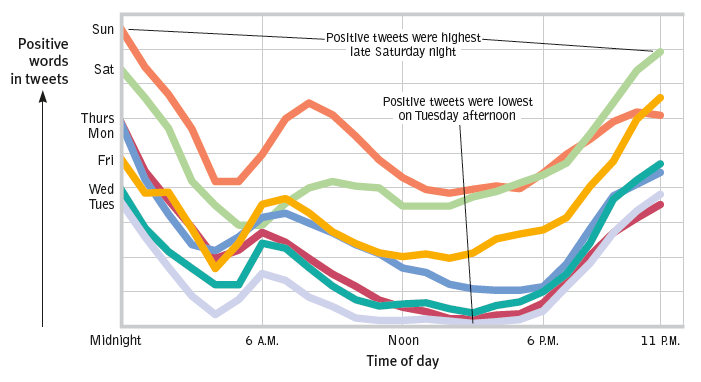 Sun
Positive tweets were highest
late Saturday night
Positive
words
in tweets
Sat
Positive tweets were lowest
on Tuesday afternoon
Thurs
Mon
Fri
Wed
Tues
Midnight
6 A.M.
Noon
6 P.M.
11 P.M.
Time of day